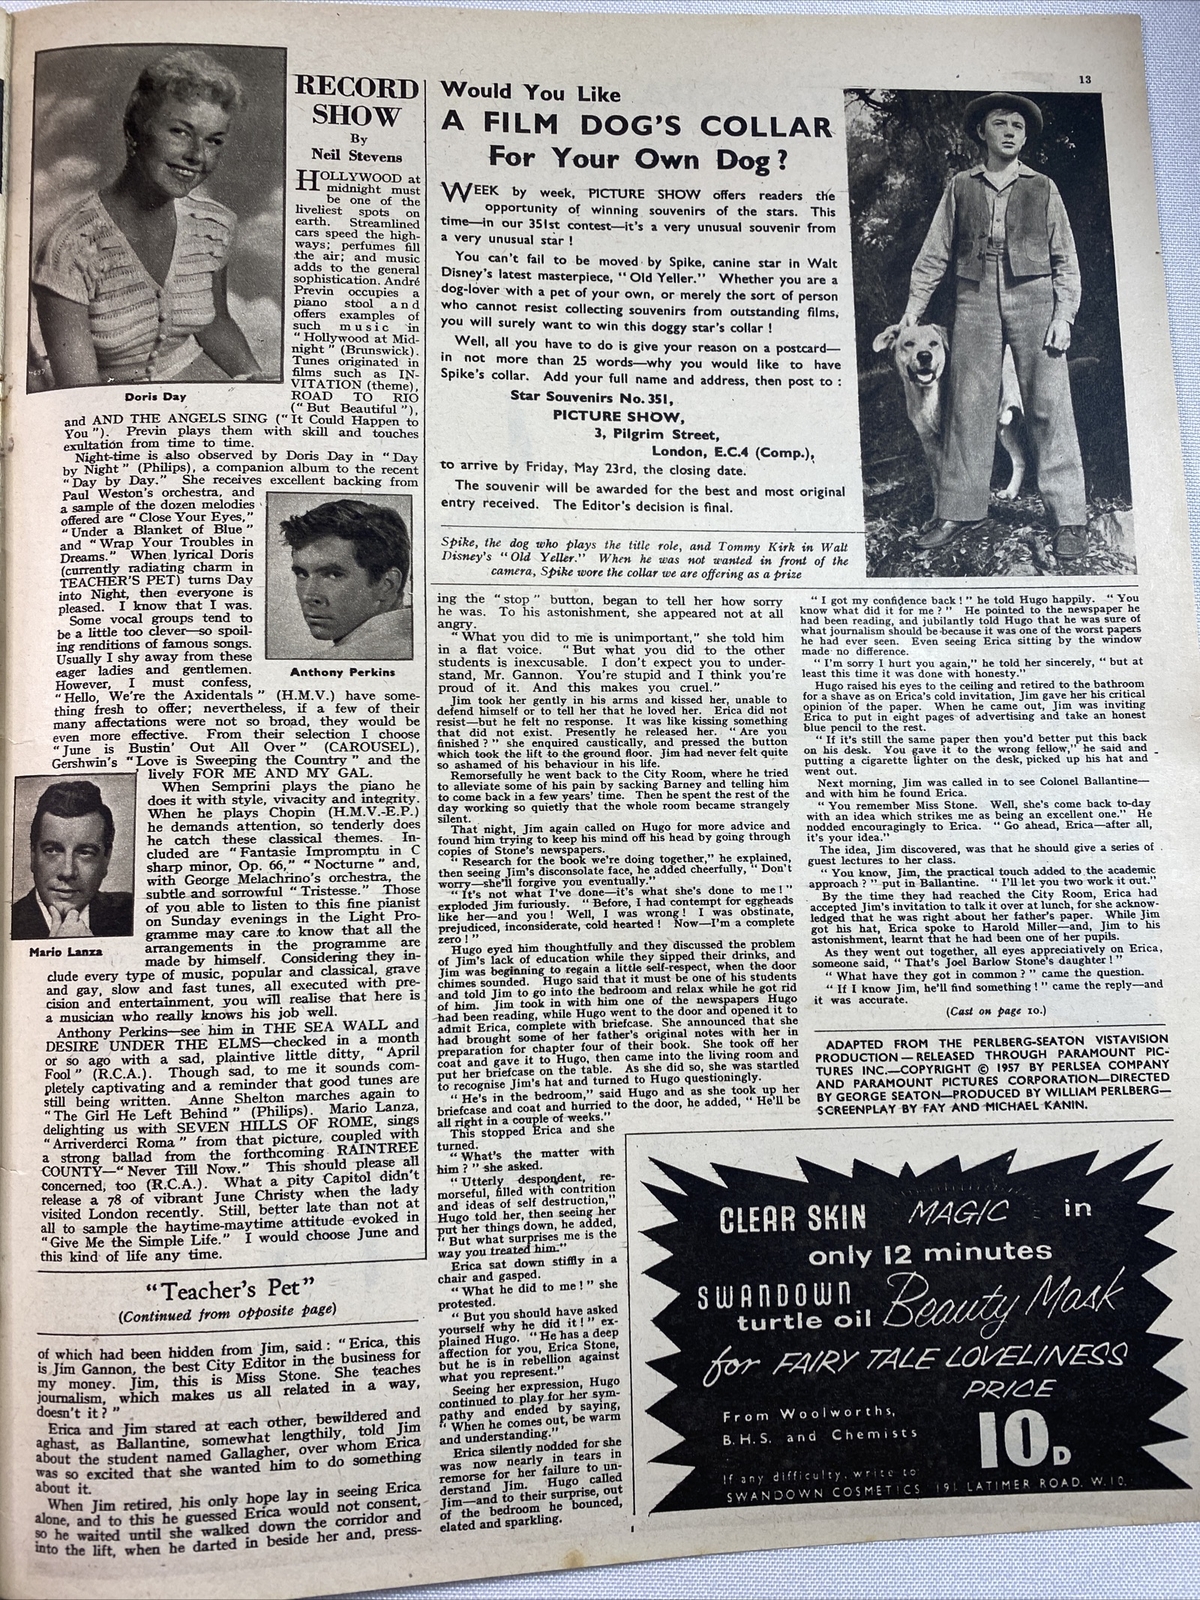 13
Doris Day
RECORD
SHOW
By
Neil Stevens
HOLLYWOOD at
midnight must
be one of the
liveliest spots on
earth. Streamlined
cars speed the high-
ways; perfumes fill
the air; and music
adds to the general
sophistication. André
Previn occupies a
piano stool and
offers examples of
such music in
"Hollywood at Mid-
night" (Brunswick).
Tunes originated in
films such as IN-
VITATION (theme),
ROAD TO RIO
("But Beautiful"),
and AND THE ANGELS SING ("It Could Happen to
You"). Previn plays them with skill and touches
exultation from time to time.
Night-time is also observed by Doris Day in "Day
by Night" (Philips), a companion album to the recent
"Day by Day." She receives excellent backing from
Paul Weston's orchestra, and
a sample of the dozen melodies
offered are "Close Your Eyes,"
"Under a Blanket of Blue"
and "Wrap Your Troubles in
Dreams." When lyrical Doris
(currently radiating charm in
TEACHER'S PET) turns Day
into Night, then everyone is
pleased. I know that I was.
Some vocal groups tend to
be a little too clever—so spoil-
ing renditions of famous songs.
Usually I shy away from these
eager ladies and gentlemen.
However, I must confess,
"Hello, We're the Axidentals" (H.M.V.) have some-
thing fresh to offer; nevertheless, if a few of their
many affectations were not so broad, they would be
even more effective. From their selection I choose
"June is Bustin' Out All Over" (CAROUSEL),
Gershwin's "Love is Sweeping the Country" and the
lively FOR ME AND MY GAL.
Anthony Perkins
When Semprini plays the piano he
does it with style, vivacity and integrity.
When he plays Chopin (H.M.V.-E.P.)
he demands attention, so tenderly does
he catch these classical themes. In-
cluded are "Fantasie Impromptu in C
sharp minor, Op. 66," "Nocturne" and,
with George Melachrino's orchestra, the
subtle and sorrowful "Tristesse." Those
of you able to listen to this fine pianist
on Sunday evenings in the Light Pro-
gramme may care to know that all the
arrangements in the programme are
made by himself. Considering they in-
clude every type of music, popular and classical, grave
and gay, slow and fast tunes, all executed with pre-
cision and entertainment, you will realise that here is
a musician who really knows his job well.
Mario Lanza
Anthony Perkins—see him in THE SEA WALL and
DESIRE UNDER THE ELMS—checked in a month
or so ago with a sad, plaintive little ditty, "April
Fool" (R.C.A.). Though sad, to me it sounds com-
pletely captivating and a reminder that good tunes are
still being written. Anne Shelton marches again to
"The Girl He Left Behind" (Philips). Mario Lanza,
delighting us with SEVEN HILLS OF ROME, sings
"Arriverderci Roma" from that picture, coupled with
a strong ballad from the forthcoming RAINTREE
COUNTY—"Never Till Now." This should please all
concerned, too (R.C.A.). What a pity Capitol didn't
release a 78 of vibrant June Christy when the lady
visited London recently. Still, better late than not at
all to sample the haytime-maytime attitude evoked in
"Give Me the Simple Life." I would choose June and
this kind of life any time.
Would You Like
A FILM DOG'S COLLAR
For Your Own Dog?
WEEK by week, PICTURE SHOW offers readers the
opportunity of winning souvenirs of the stars. This
time—in our 351st contest—it's a very unusual souvenir from
a very unusual star!
You can't fail to be moved by Spike, canine star in Walt
Disney's latest masterpiece, "Old Yeller." Whether you are a
dog-lover with a pet of your own, or merely the sort of person
who cannot resist collecting souvenirs from outstanding films,
you will surely want to win this doggy star's collar!
Well, all you have to do is give your reason on a postcard—
in not more than 25 words—why you would like to have
Spike's collar. Add your full name and address, then post to:
Star Souvenirs No. 351,
PICTURE SHOW,
3, Pilgrim Street,
London, E.C.4 (Comp.),
to arrive by Friday, May 23rd, the closing date.
The souvenir will be awarded for the best and most original
entry received. The Editor's decision is final.
Spike, the dog who plays the title role, and Tommy Kirk in Walt
Disney's "Old Yeller." When he was not wanted in front of the
camera, Spike wore the collar we are offering as a prize
"Teacher's Pet"
(Continued from opposite page)
of which had been hidden from Jim, said: "Erica, this
is Jim Gannon, the best City Editor in the business for
my money. Jim, this is Miss Stone. She teaches
journalism, which makes us all related in a way,
doesn't it?"
Erica and Jim stared at each other, bewildered and
aghast, as Ballantine, somewhat lengthily, told Jim
about the student named Gallagher, over whom Erica
was so excited that she wanted him to do something
about it.
When Jim retired, his only hope lay in seeing Erica
alone, and to this he guessed Erica would not consent,
so he waited until she walked down the corridor and
into the lift, when he darted in beside her and, press-
ing the "stop" button, began to tell her how sorry
he was. To his astonishment, she appeared not at all
angry.
"What you did to me is unimportant," she told him
in a flat voice. "But what you did to the other
students is inexcusable. I don't expect you to under-
stand, Mr. Gannon. You're stupid and I think you're
proud of it. And this makes you cruel."
Jim took her gently in his arms and kissed her, unable to
defend himself or to tell her that he loved her. Erica did not
resist—but he felt no response. It was like kissing something
that did not exist. Presently he released her. "Are you
finished?" she enquired caustically, and pressed the button
which took the lift to the ground floor. Jim had never felt quite
so ashamed of his behaviour in his life.
Remorsefully he went back to the City Room, where he tried
to alleviate some of his pain by sacking Barney and telling him
to come back in a few years' time. Then he spent the rest of the
day working so quietly that the whole room became strangely
silent.
That night, Jim again called on Hugo for more advice and
found him trying to keep his mind off his head by going through
copies of Stone's newspapers.
"Research for the book we're doing together," he explained,
then seeing Jim's disconsolate face, he added cheerfully, "Don't
worry—she'll forgive you eventually."
"It's not what I've done—it's what she's done to me!"
exploded Jim furiously. "Before, I had contempt for eggheads
like her—and you! Well, I was wrong! I was obstinate,
prejudiced, inconsiderate, cold hearted! Now—I'm a complete
zero!"
Hugo eyed him thoughtfully and they discussed the problem
of Jim's lack of education while they sipped their drinks, and
Jim was beginning to regain a little self-respect, when the door
chimes sounded. Hugo said that it must be one of his students
and told Jim to go into the bedroom and relax while he got rid
of him. Jim took in with him one of the newspapers Hugo
had been reading, while Hugo went to the door and opened it to
admit Erica, complete with briefcase. She announced that she
had brought some of her father's original notes with her in
preparation for chapter four of their book. She took off her
coat and gave it to Hugo, then came into the living room and
put her briefcase on the table. As she did so, she was startled
to recognise Jim's hat and turned to Hugo questioningly.
"He's in the bedroom," said Hugo and as she took up her
briefcase and coat and hurried to the door, he added, "He'll be
all right in a couple of weeks."
This stopped Erica and she
turned.
"What's the matter with
him?" she asked.
"Utterly despondent, re-
morseful, filled with contrition
and ideas of self destruction,"
Hugo told her, then seeing her
put her things down, he added,
"But what surprises me is the
way you treated him."
Erica sat down stiffly in a
chair and gasped.
"What he did to me!" she
protested.
"But you should have asked
yourself why he did it!" ex-
plained Hugo. "He has a deep
affection for you, Erica Stone,
but he is in rebellion against
what you represent."
Seeing her expression, Hugo
continued to play for her sym-
pathy and ended by saying,
"When he comes out, be warm
and understanding."
Erica silently nodded for she
was now nearly in tears in
remorse for her failure to un-
derstand Jim. Hugo called
Jim—and to their surprise, out
of the bedroom he bounced,
elated and sparkling.
"I got my confidence back!" he told Hugo happily. "You
know what did it for me?" He pointed to the newspaper he
had been reading, and jubilantly told Hugo that he was sure of
what journalism should be because it was one of the worst papers
he had ever seen. Even seeing Erica sitting by the window
made no difference.
"I'm sorry I hurt you again," he told her sincerely, "but at
least this time it was done with honesty."
Hugo raised his eyes to the ceiling and retired to the bathroom
for a shave as on Erica's cold invitation, Jim gave her his critical
opinion of the paper. When he came out, Jim was inviting
Erica to put in eight pages of advertising and take an honest
blue pencil to the rest.
"If it's still the same paper then you'd better put this back
on his desk. You gave it to the wrong fellow," he said and
putting a cigarette lighter on the desk, picked up his hat and
went out.
Next morning, Jim was called in to see Colonel Ballantine—
and with him he found Erica.
"You remember Miss Stone. Well, she's come back to-day
with an idea which strikes me as being an excellent one." He
nodded encouragingly to Erica. "Go ahead, Erica—after all,
it's your idea."
The idea, Jim discovered, was that he should give a series of
guest lectures to her class.
"You know, Jim, the practical touch added to the academic
approach?" put in Ballantine. "I'll let you two work it out."
By the time they had reached the City Room, Erica had
accepted Jim's invitation to talk it over at lunch, for she acknow-
ledged that he was right about her father's paper. While Jim
got his hat, Erica spoke to Harold Miller—and, Jim to his
astonishment, learnt that he had been one of her pupils.
As they went out together, all eyes appreciatively on Erica,
someone said, "That's Joel Barlow Stone's daughter!"
"What have they got in common?" came the question.
"If I know Jim, he'll find something!" came the reply—and
it was accurate.
(Cast on page 10.)
ADAPTED FROM THE PERLBERG-SEATON VISTAVISION
PRODUCTION—RELEASED THROUGH PARAMOUNT PIC-
TURES INC.—COPYRIGHT © 1957 BY PERLSEA COMPANY
AND PARAMOUNT PICTURES CORPORATION—DIRECTED
BY GEORGE SEATON—PRODUCED BY WILLIAM PERLBERG—
SCREENPLAY BY FAY AND MICHAEL KANIN.
CLEAR SKIN MAGIC in
only 12 minutes
SWANDOWN
turtle oil Beauty Mask
for FAIRY TALE LOVELINESS
PRICE
10D
From Woolworths,
B.H.S. and Chemists
If any difficulty, write to
SWANDOWN COSMETICS 191 LATIMER ROAD. W.10.